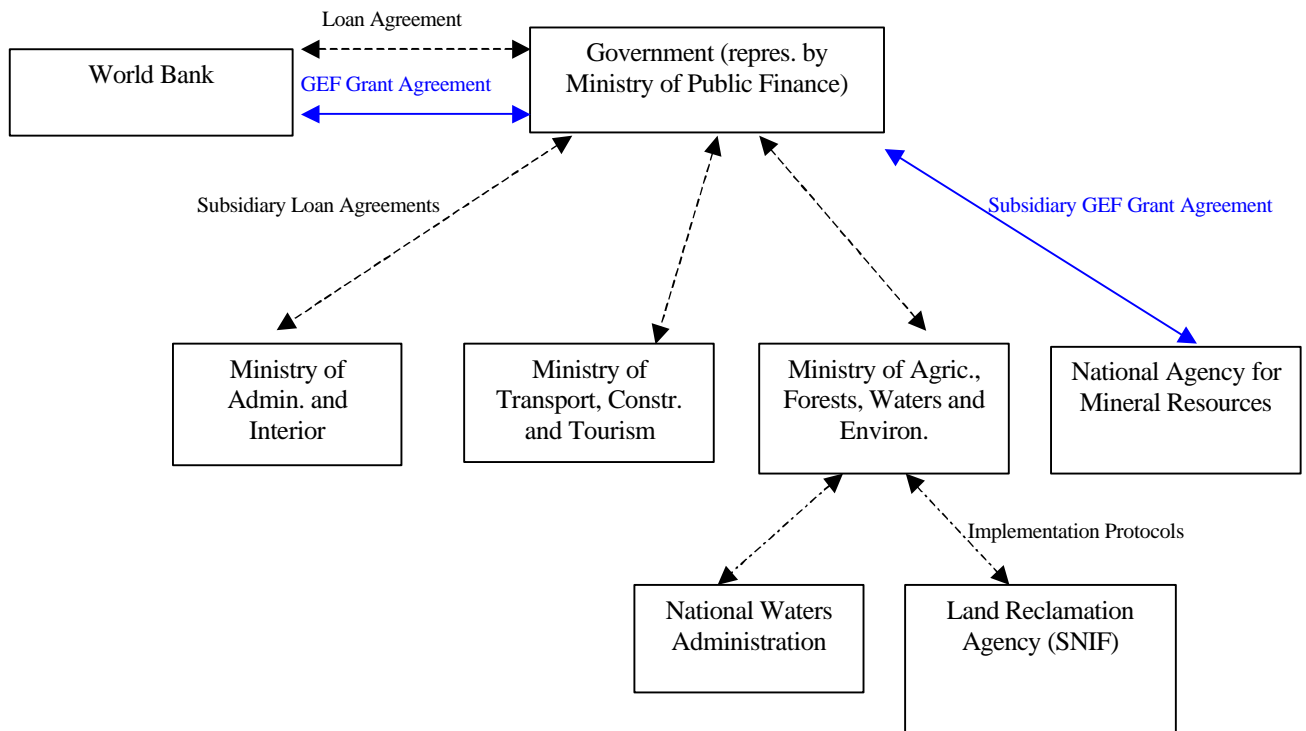 Loan Agreement
World Bank
GEF Grant Agreement
Government (repres. by
Ministry of Public Finance)
Subsidiary Loan Agreements
Subsidiary GEF Grant Agreement
Ministry of
Admin. and
Interior
Ministry of
Transport, Constr.
and Tourism
Ministry of Agric.,
Forests, Waters and
Environ.
National Agency for
Mineral Resources
Implementation Protocols
National Waters
Administration
Land Reclamation
Agency (SNIF)